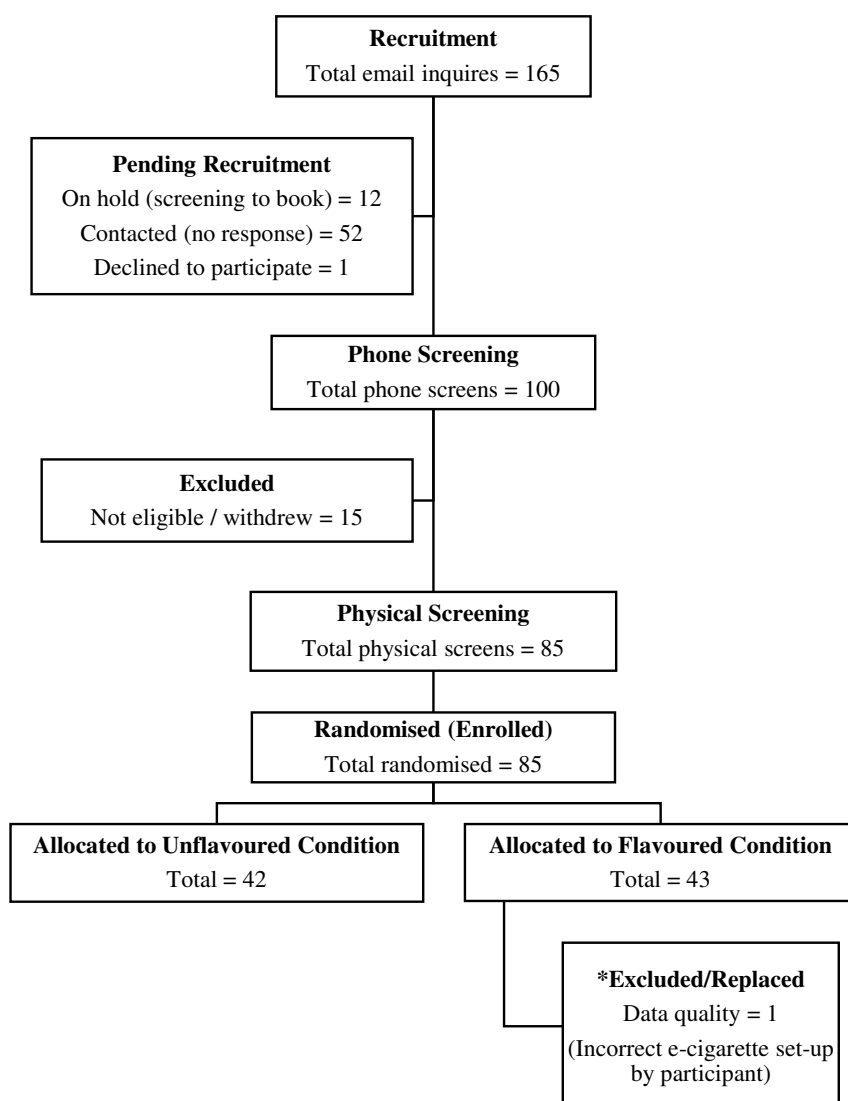 Recruitment
Total email inquires = 165
Pending Recruitment
On hold (screening to book) = 12
Contacted (no response) = 52
Declined to participate = 1
Phone Screening
Total phone screens = 100
Excluded
Not eligible / withdrew = 15
Physical Screening
Total physical screens = 85
Randomised (Enrolled)
Total randomised = 85
Allocated to Unflavoured Condition
Total = 42
Allocated to Flavoured Condition
Total = 43
*Excluded/Replaced
Data quality = 1
(Incorrect e-cigarette set-up
by participant)